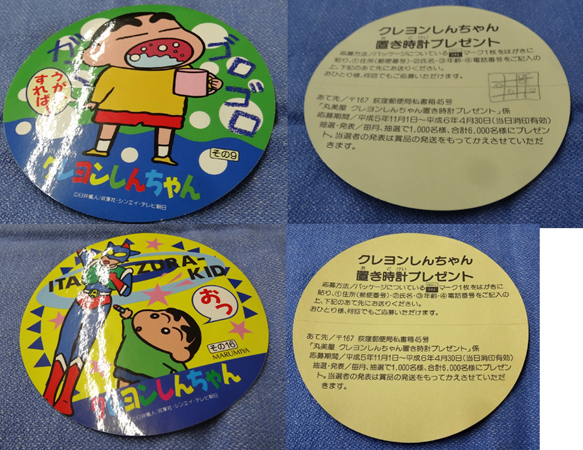 ガラガラ
ゴロゴロ
うがい
すれば
その9
クレヨンしんちゃん
©臼井儀人/双葉社・シンエイ・テレビ朝日
クレヨンしんちゃん
置き時計プレゼント
応募方法/パッケージについている マーク1枚をはがきに
貼り、①住所(郵便番号)・②氏名・③年齢・④電話番号をご記入の
上、下記のあて先にお送りください。
おひとり様、何回でもご応募いただけます。
あて先/〒167 荻窪郵便局私書箱45号
「丸美屋 クレヨンしんちゃん置き時計プレゼント」係
応募期間/平成5年11月1日〜平成6年4月30日(当日消印有効)
抽選・発表/毎月、抽選で1,000名様、合計6,000名様にプレゼン
ト。当選者の発表は賞品の発送をもってかえさせていただ
きます。
ITA
ZURA-
KID
おっ
その16
MARUMIYA
クレヨンしんちゃん
©臼井儀人/双葉社・シンエイ・テレビ朝日
クレヨンしんちゃん
置き時計プレゼント
応募方法/パッケージについている マーク1枚をはがきに
貼り、①住所(郵便番号)・②氏名・③年齢・④電話番号をご記入の
上、下記のあて先にお送りください。
おひとり様、何回でもご応募いただけます。
あて先/〒167 荻窪郵便局私書箱45号
「丸美屋 クレヨンしんちゃん置き時計プレゼント」係
応募期間/平成5年11月1日〜平成6年4月30日(当日消印有効)
抽選・発表/毎月、抽選で1,000名様、合計6,000名様にプレゼン
ト。当選者の発表は賞品の発送をもってかえさせていただ
きます。